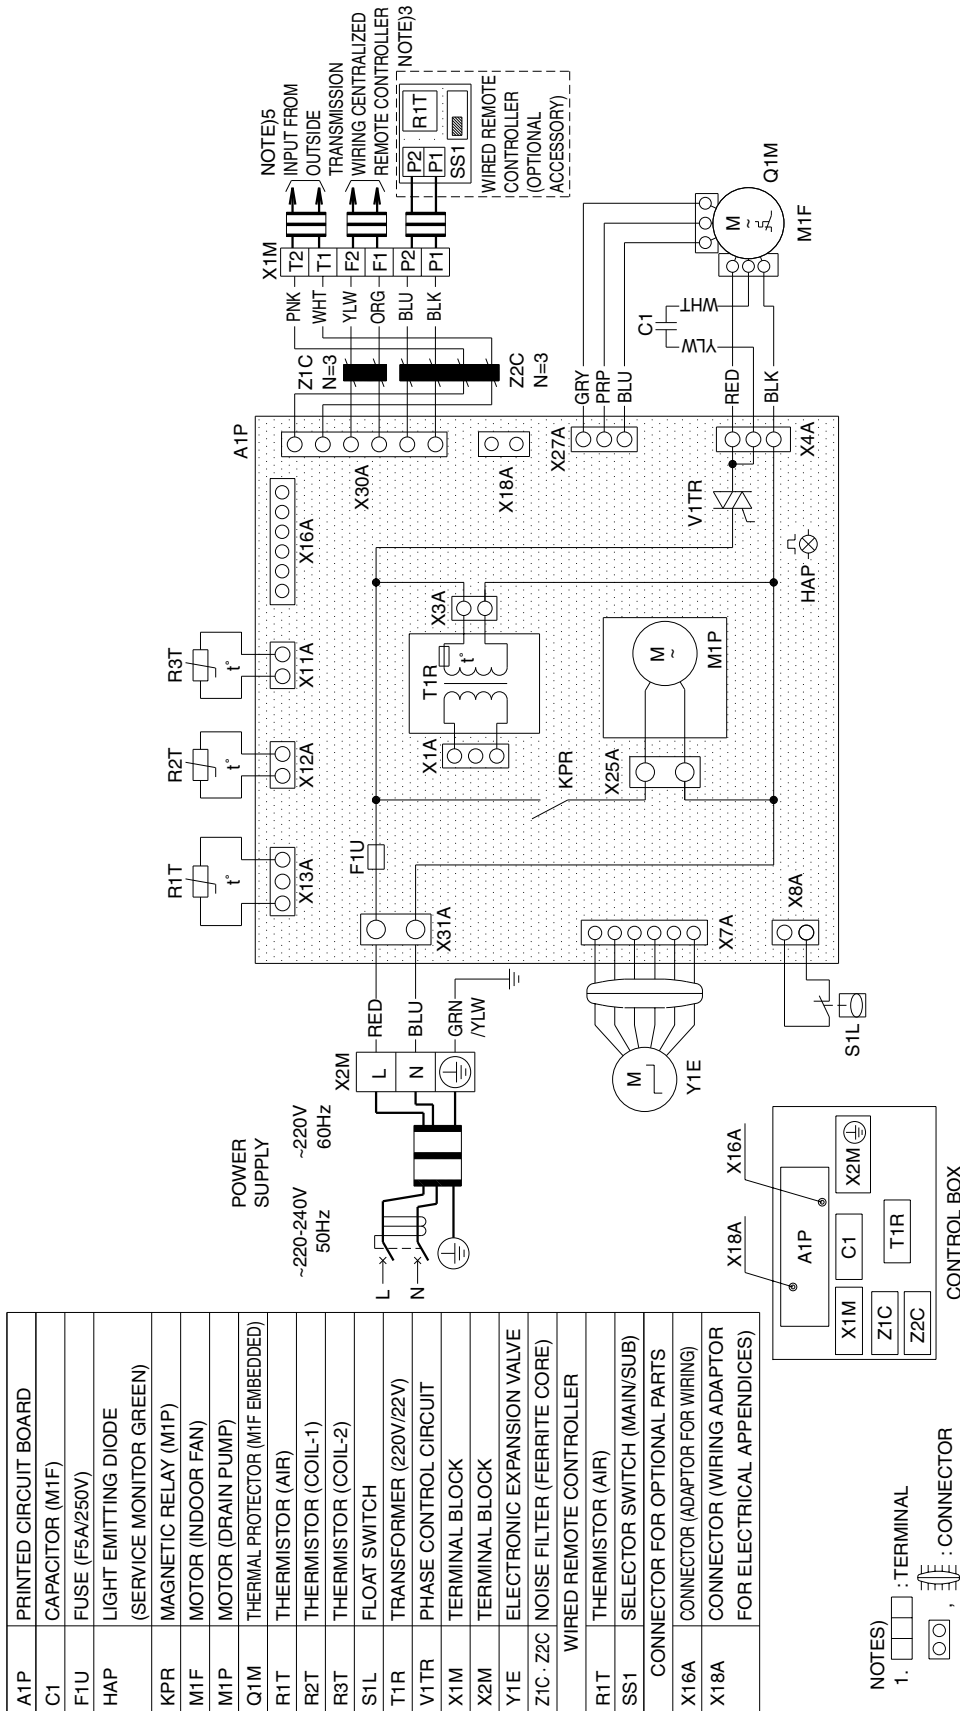 A1P PRINTED CIRCUIT BOARD
C1 CAPACITOR (M1F)
F1U FUSE (F5A/250V)
HAP LIGHT EMITTING DIODE
(SERVICE MONITOR GREEN)
KPR MAGNETIC RELAY (M1P)
M1F MOTOR (INDOOR FAN)
M1P MOTOR (DRAIN PUMP)
Q1M THERMAL PROTECTOR (M1F EMBEDDED)
R1T THERMISTOR (AIR)
R2T THERMISTOR (COIL-1)
R3T THERMISTOR (COIL-2)
S1L FLOAT SWITCH
T1R TRANSFORMER (220V/22V)
V1TR PHASE CONTROL CIRCUIT
X1M TERMINAL BLOCK
X2M TERMINAL BLOCK
Y1E ELECTRONIC EXPANSION VALVE
Z1C · Z2C NOISE FILTER (FERRITE CORE)
WIRED REMOTE CONTROLLER
R1T THERMISTOR (AIR)
SS1 SELECTOR SWITCH (MAIN/SUB)
CONNECTOR FOR OPTIONAL PARTS
X16A CONNECTOR (ADAPTOR FOR WIRING)
X18A CONNECTOR (WIRING ADAPTOR
FOR ELECTRICAL APPENDICES)
NOTES)
1. : TERMINAL
, : CONNECTOR
POWER
SUPPLY
~220-240V ~220V
50Hz 60Hz
L
N
X2M
L
N
RED
BLU
GRN
/YLW
R1T
t°
X13A
R2T
t°
X12A
R3T
t°
X11A
X16A
A1P
X31A
F1U
X1A
T1R
t°
X3A
X30A
X18A
KPR
X25A
M
~
M1P
X27A
V1TR
X4A
HAP
X7A
X8A
M
Y1E
S1L
Z1C
N=3
Z2C
N=3
PNK
WHT
YLW
ORG
BLU
BLK
X1M
T2
T1
F2
F1
P2
P1
NOTE)5
INPUT FROM
OUTSIDE
TRANSMISSION
WIRING CENTRALIZED
REMOTE CONTROLLER
NOTE)3
P2
P1
R1T
SS1
WIRED REMOTE
CONTROLLER
(OPTIONAL
ACCESSORY)
GRY
PRP
BLU
C1
YLW
WHT
RED
BLK
M
~
Q1M
M1F
X18A
X16A
A1P
X1M
C1
X2M
Z1C
Z2C
T1R
CONTROL BOX